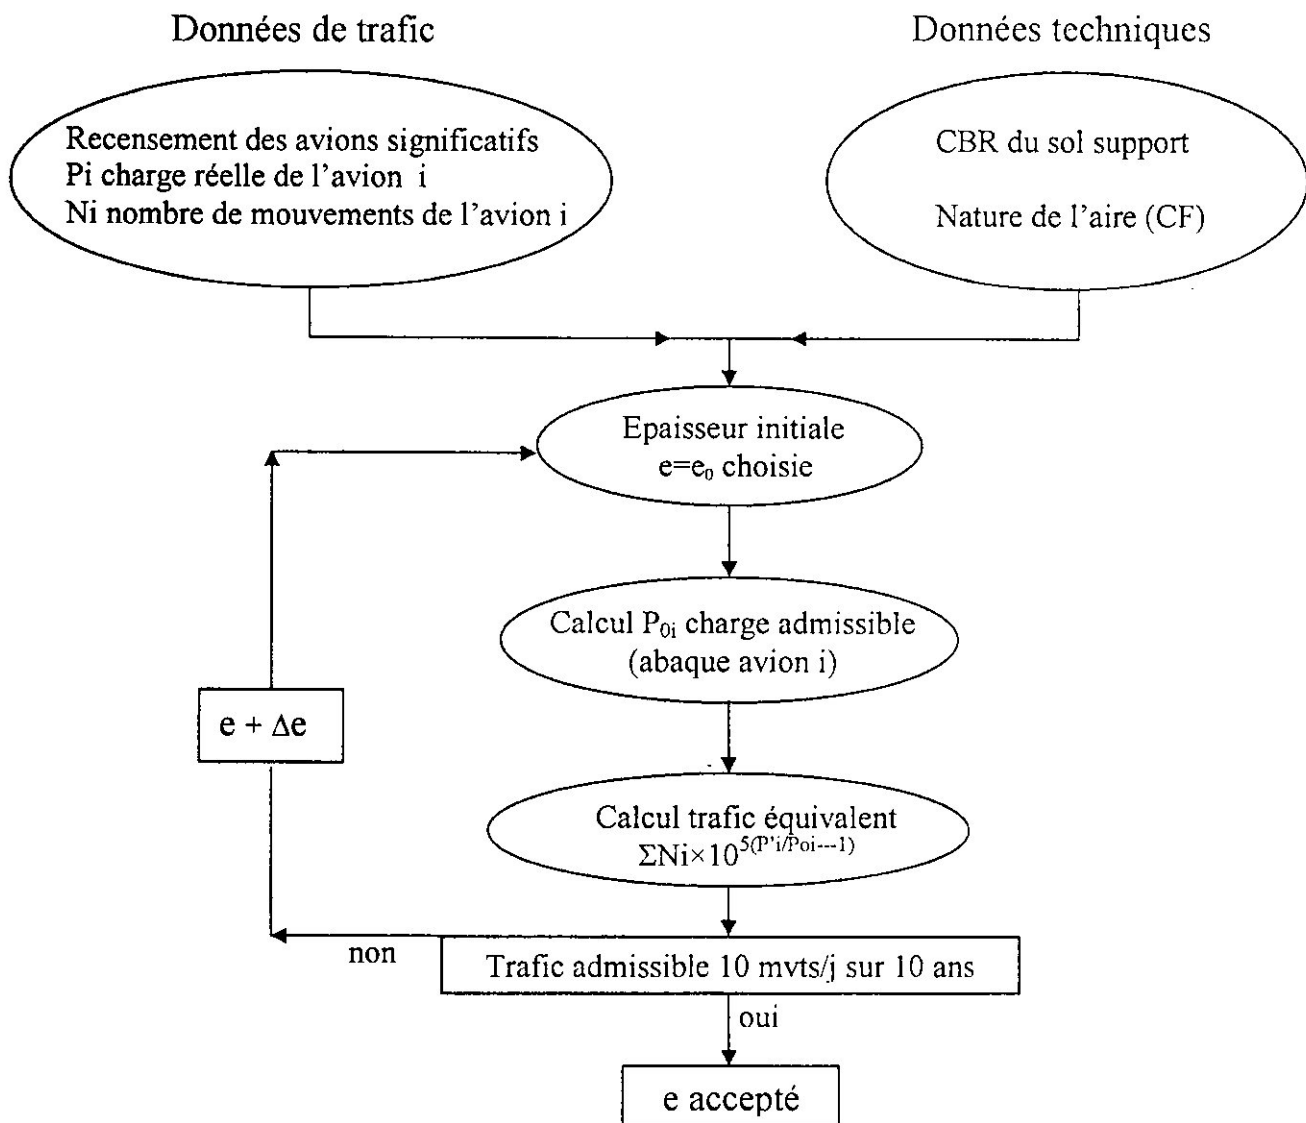 Données de trafic
Données techniques
Recensement des avions significatifs
Pi charge réelle de l'avion i
Ni nombre de mouvements de l'avion i
CBR du sol support
Nature de l'aire (CF)
Epaisseur initiale
e=e₀ choisie
Calcul P₀ᵢ charge admissible
(abaque avion i)
e + Δe
Calcul trafic équivalent
ΣNi×10^5(P'i/Poi---1)
non
Trafic admissible 10 mvts/j sur 10 ans
oui
e accepté